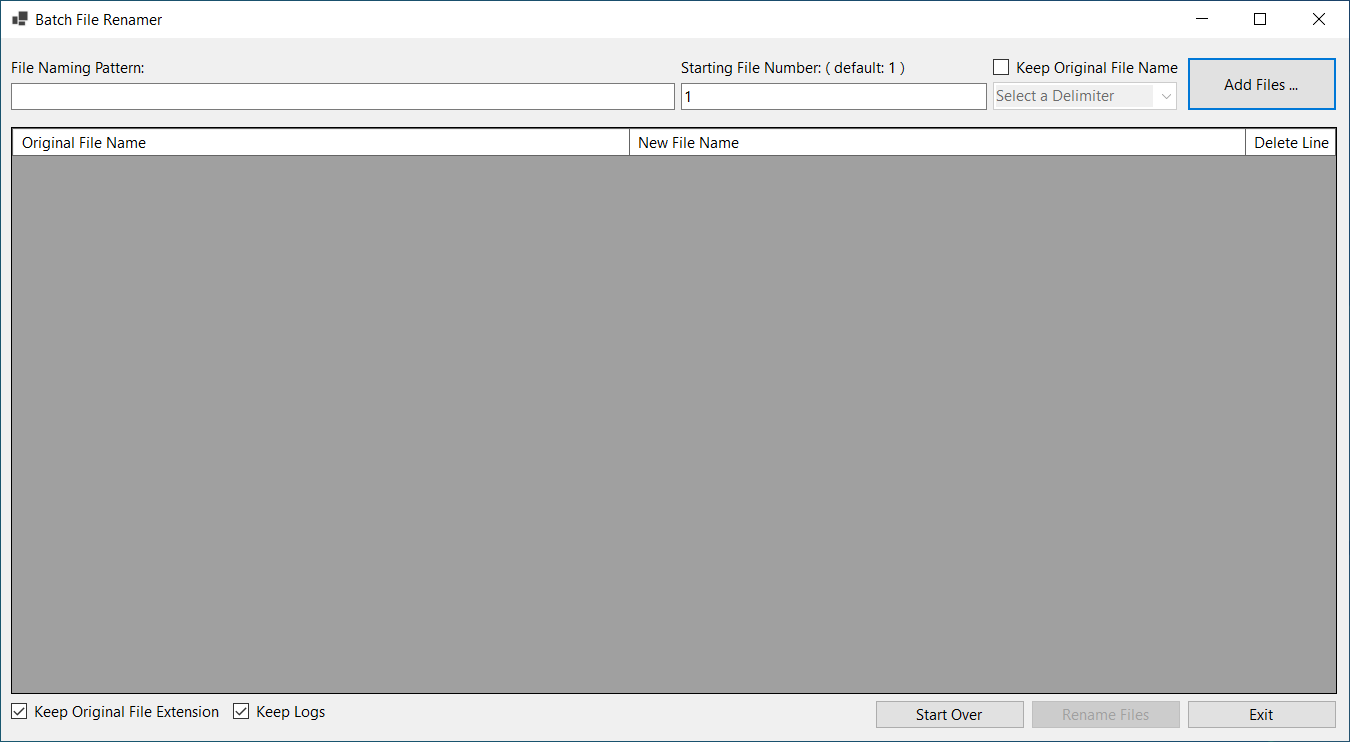 Batch File Renamer
File Naming Pattern:
Starting File Number: ( default: 1 )
Keep Original File Name
1
Select a Delimiter
Add Files ...
Original File Name
New File Name
Delete Line
Keep Original File Extension
Keep Logs
Start Over
Rename Files
Exit